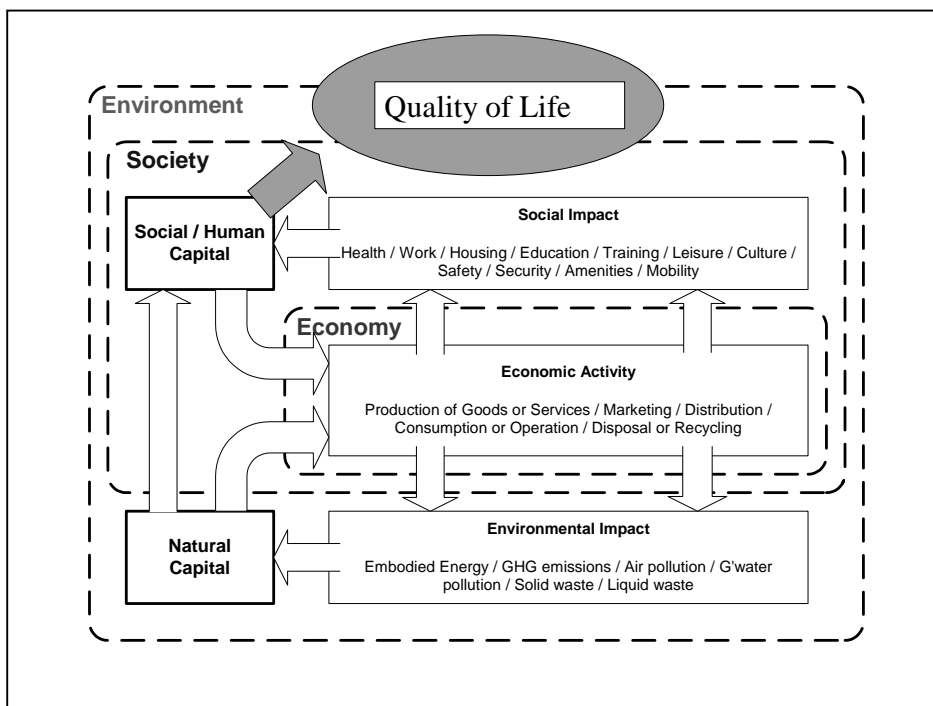 Quality of Life
Environment
Society
Social / Human
Capital
Social Impact
Health / Work / Housing / Education / Training / Leisure / Culture /
Safety / Security / Amenities / Mobility
Economy
Economic Activity
Production of Goods or Services / Marketing / Distribution /
Consumption or Operation / Disposal or Recycling
Natural
Capital
Environmental Impact
Embodied Energy / GHG emissions / Air pollution / G'water
pollution / Solid waste / Liquid waste